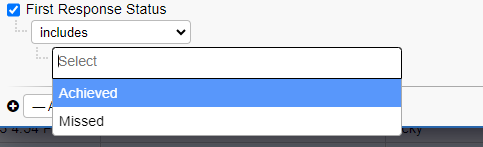 First Response Status
includes
Select
Achieved
Missed